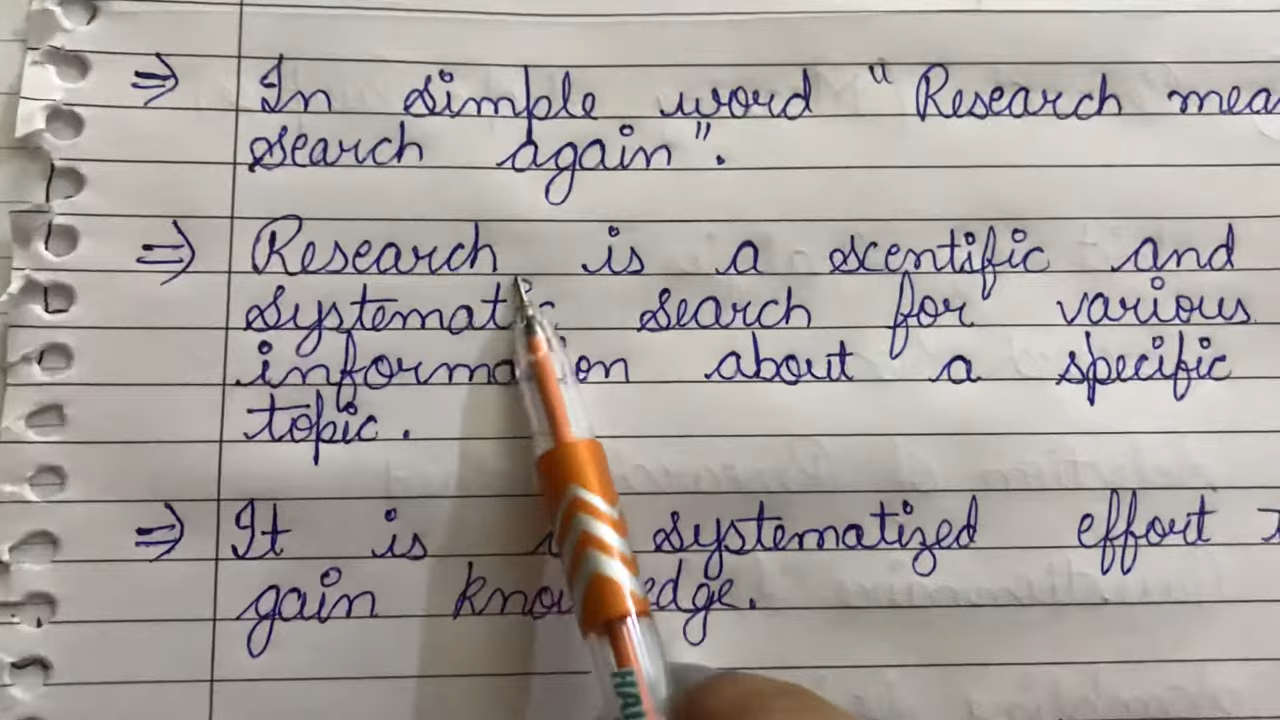 ⇒ In simple word "Research mea
search again".
⇒ Research is a scentific and
systematic search for various
information about a specific
topic.
⇒ It is systematized effort
gain knowledge.
HAU